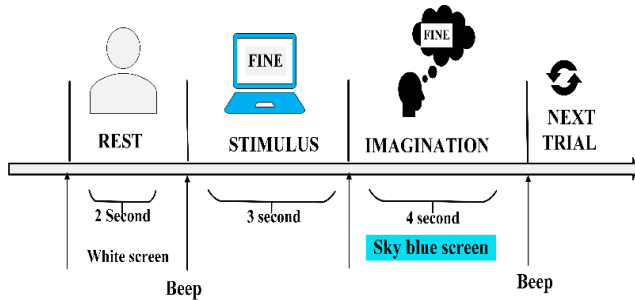 FINE
FINE
REST
STIMULUS
IMAGINATION
NEXT
TRIAL
2 Second
3 second
4 second
White screen
Sky blue screen
Beep
Beep